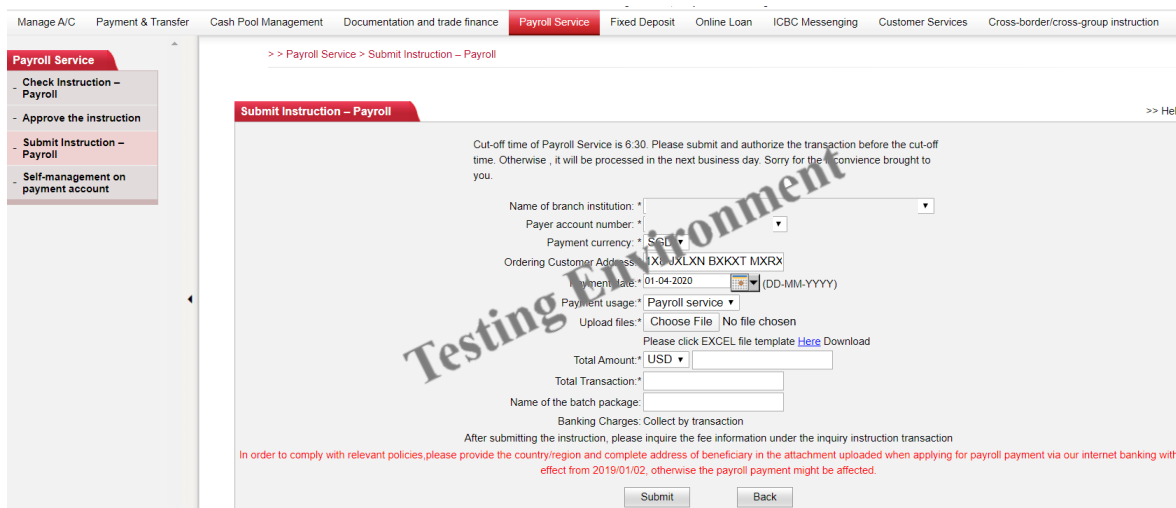 Manage A/C Payment & Transfer Cash Pool Management Documentation and trade finance Payroll Service Fixed Deposit Online Loan ICBC Messenging Customer Services Cross-border/cross-group instruction
> > Payroll Service > Submit Instruction – Payroll
Payroll Service
- Check Instruction –
Payroll
- Approve the instruction
- Submit Instruction –
Payroll
- Self-management on
payment account
Submit Instruction – Payroll
>> Hel
Cut-off time of Payroll Service is 6:30. Please submit and authorize the transaction before the cut-off
time. Otherwise , it will be processed in the next business day. Sorry for the inconvience brought to
you.
Name of branch institution: *
Payer account number: *
Payment currency: * SGD
Ordering Customer Address: 1X8 JXLXN BXKXT MXRX
Payment date:* 01-04-2020 (DD-MM-YYYY)
Payment usage:* Payroll service
Upload files:* Choose File No file chosen
Please click EXCEL file template Here Download
Total Amount:* USD
Total Transaction:*
Name of the batch package:
Banking Charges: Collect by transaction
After submitting the instruction, please inquire the fee information under the inquiry instruction transaction
In order to comply with relevant policies,please provide the country/region and complete address of beneficiary in the attachment uploaded when applying for payroll payment via our internet banking with
effect from 2019/01/02, otherwise the payroll payment might be affected.
Submit Back
Testing Environment